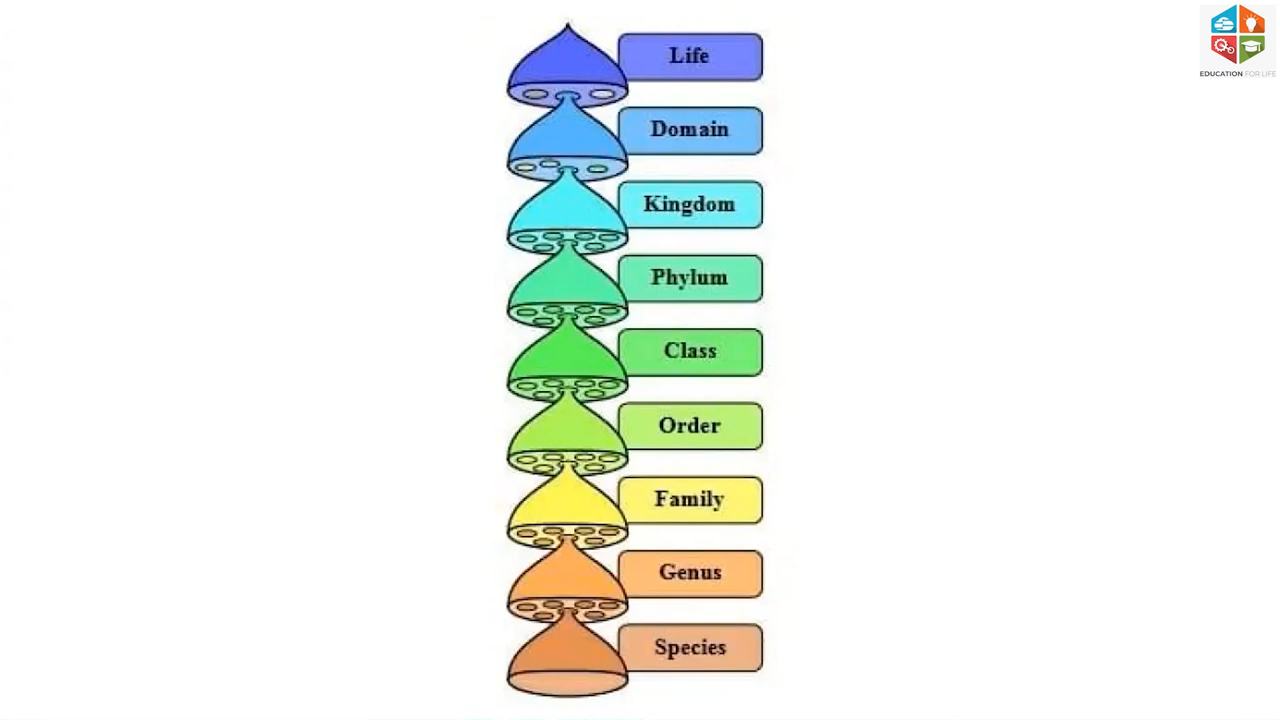 Life
EDUCATION FOR LIFE
Domain
Kingdom
Phylum
Class
Order
Family
Genus
Species